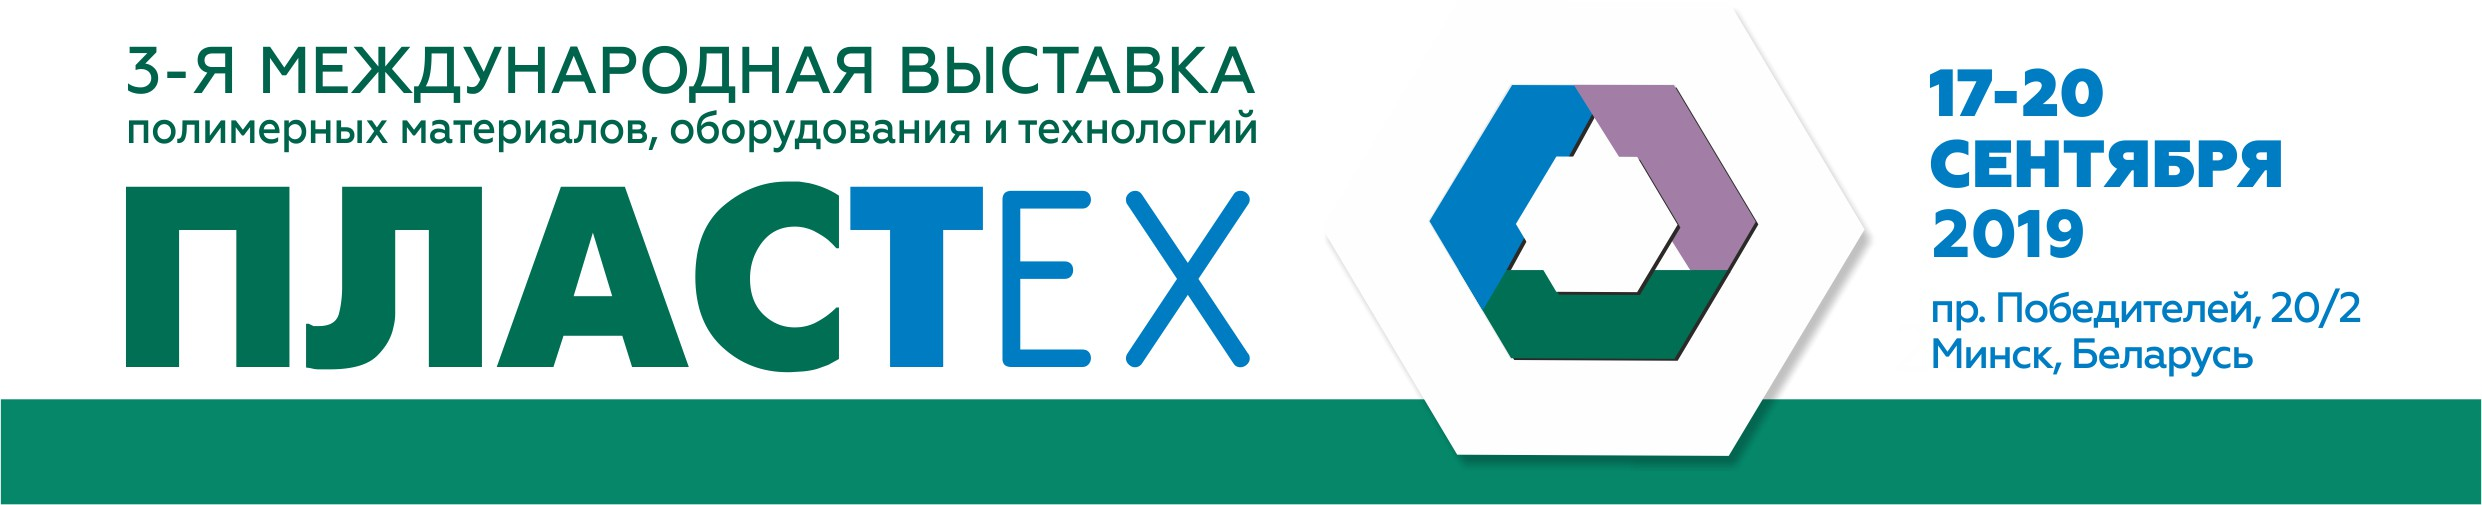 3-Я МЕЖДУНАРОДНАЯ ВЫСТАВКА
полимерных материалов, оборудования и технологий
ПЛАСТЕХ
17-20
СЕНТЯБРЯ
2019
пр. Победителей, 20/2
Минск, Беларусь